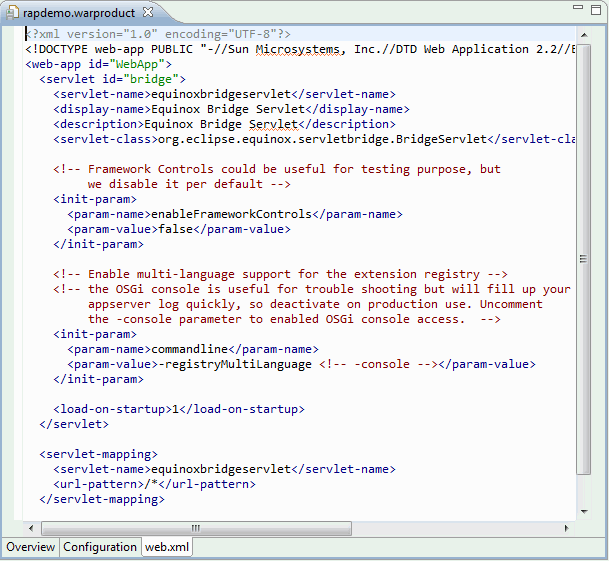 rapdemo.warproduct
<?xml version="1.0" encoding="UTF-8"?>
<!DOCTYPE web-app PUBLIC "-//Sun Microsystems, Inc.//DTD Web Application 2.2//E
<web-app id="WebApp">
<servlet id="bridge">
<servlet-name>equinoxbridgeservlet</servlet-name>
<display-name>Equinox Bridge Servlet</display-name>
<description>Equinox Bridge Servlet</description>
<servlet-class>org.eclipse.equinox.servletbridge.BridgeServlet</servlet-cla
<!-- Framework Controls could be useful for testing purpose, but
we disable it per default -->
<init-param>
<param-name>enableFrameworkControls</param-name>
<param-value>false</param-value>
</init-param>
<!-- Enable multi-language support for the extension registry -->
<!-- the OSGi console is useful for trouble shooting but will fill up your
appserver log quickly, so deactivate on production use. Uncomment
the -console parameter to enabled OSGi console access.  -->
<init-param>
<param-name>commandline</param-name>
<param-value>-registryMultiLanguage <!-- -console --></param-value>
</init-param>
<load-on-startup>1</load-on-startup>
</servlet>
<servlet-mapping>
<servlet-name>equinoxbridgeservlet</servlet-name>
<url-pattern>/*</url-pattern>
</servlet-mapping>
Overview Configuration web.xml